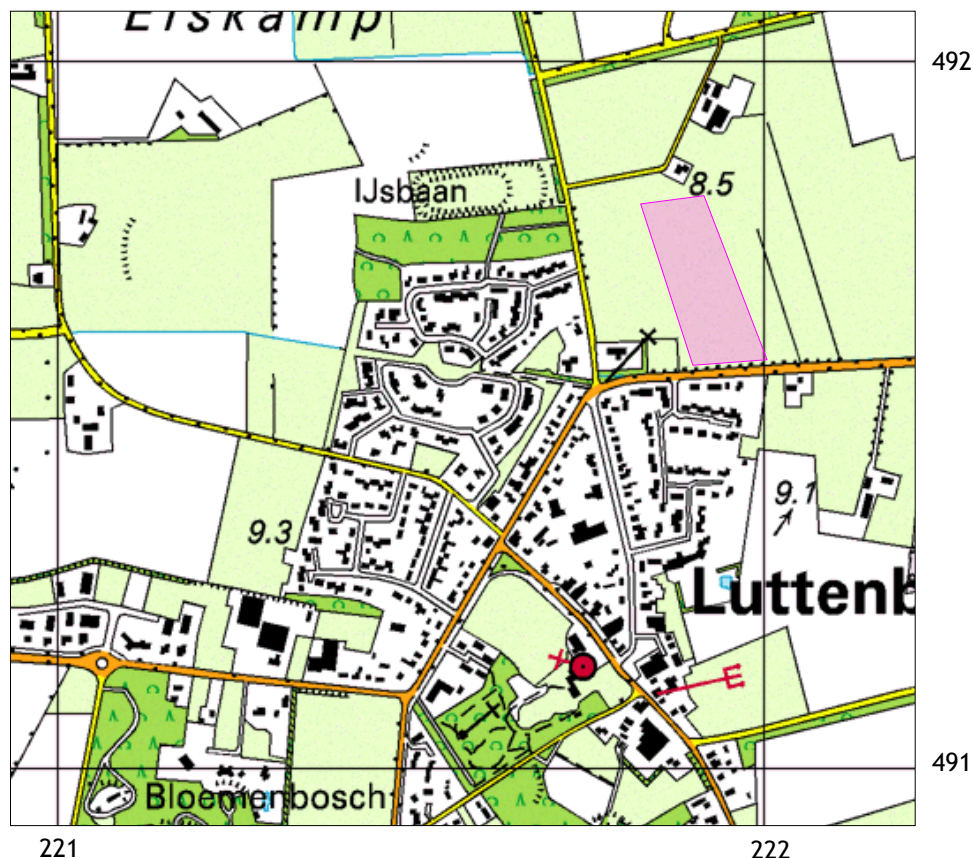 Elskamp
492
IJsbaan
8.5
9.3
9.1
Luttenb
491
Bloemenbosch
221
222